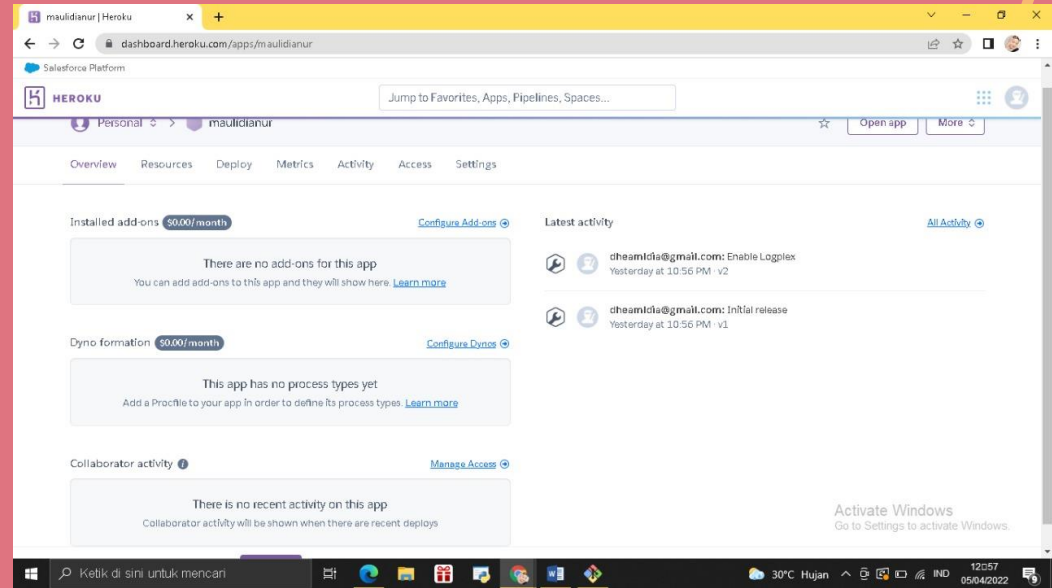 maulidianur | Heroku
dashboard.heroku.com/apps/maulidianur
Salesforce Platform
HEROKU
Jump to Favorites, Apps, Pipelines, Spaces...
Personal > maulidianur
Open app
More
Overview Resources Deploy Metrics Activity Access Settings
Installed add-ons $0.00/month
Configure Add-ons
There are no add-ons for this app
You can add add-ons to this app and they will show here. Learn more
Dyno formation $0.00/month
Configure Dynos
This app has no process types yet
Add a Procfile to your app in order to define its process types. Learn more
Collaborator activity
Manage Access
There is no recent activity on this app
Collaborator activity will be shown when there are recent deploys
Latest activity
All Activity
dheamldia@gmail.com: Enable Logplex
Yesterday at 10:56 PM · v2
dheamldia@gmail.com: Initial release
Yesterday at 10:56 PM · v1
Activate Windows
Go to Settings to activate Windows.
Ketik di sini untuk mencari
30°C Hujan
IND
12:57
05/04/2022